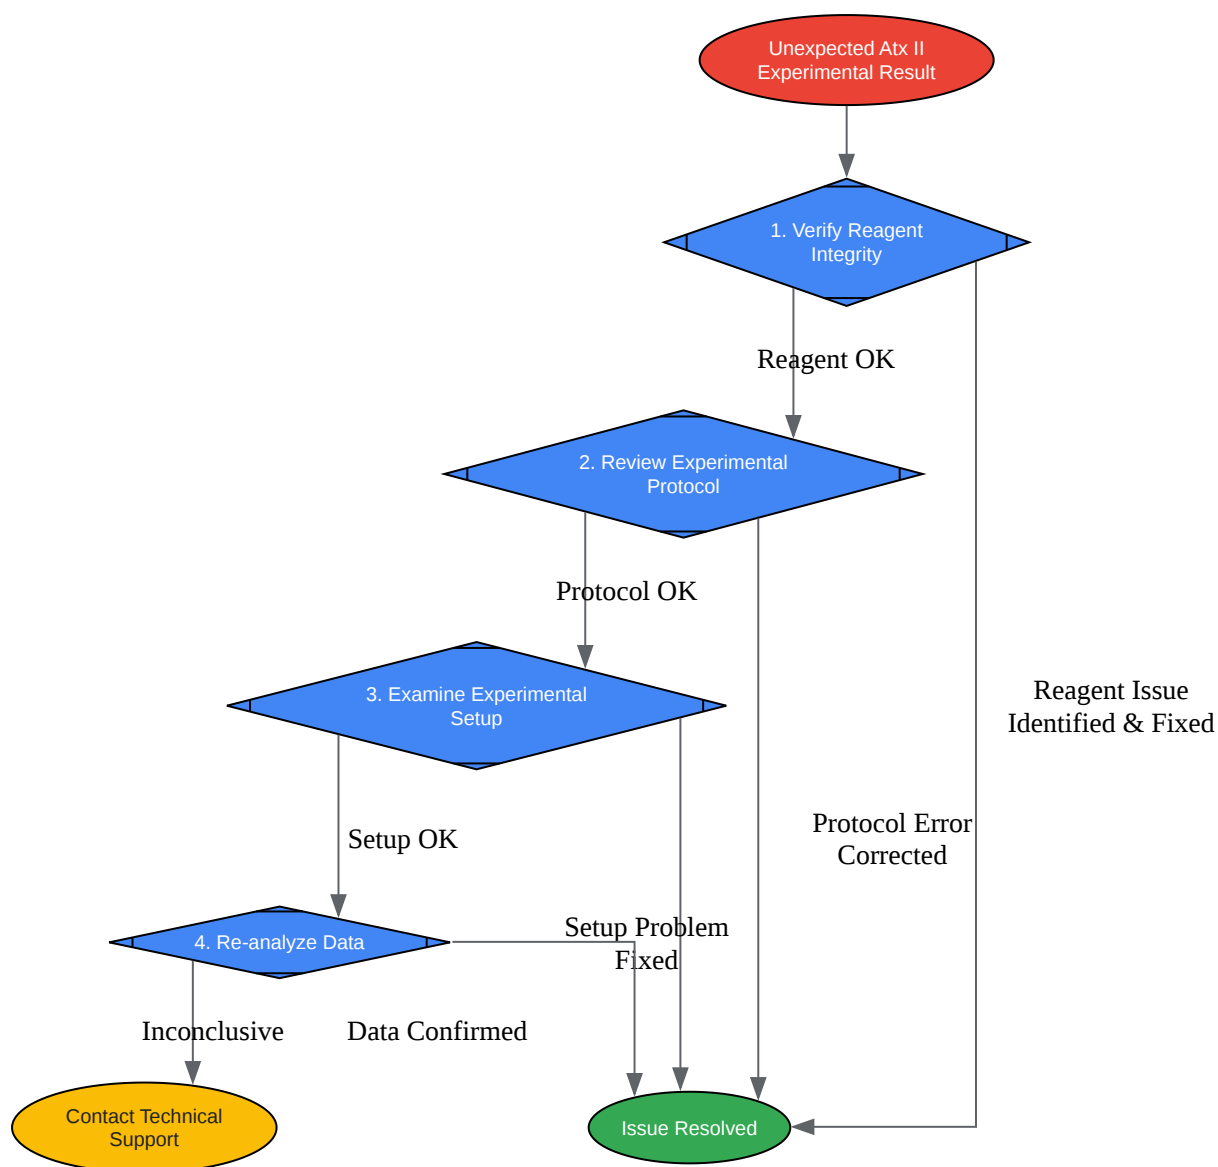 Unexpected Atx II
Experimental Result
1. Verify Reagent
Integrity
Reagent OK
2. Review Experimental
Protocol
Protocol OK
Reagent Issue
Identified & Fixed
3. Examine Experimental
Setup
Protocol Error
Corrected
Setup OK
Setup Problem
Fixed
4. Re-analyze Data
Inconclusive
Data Confirmed
Contact Technical
Support
Issue Resolved